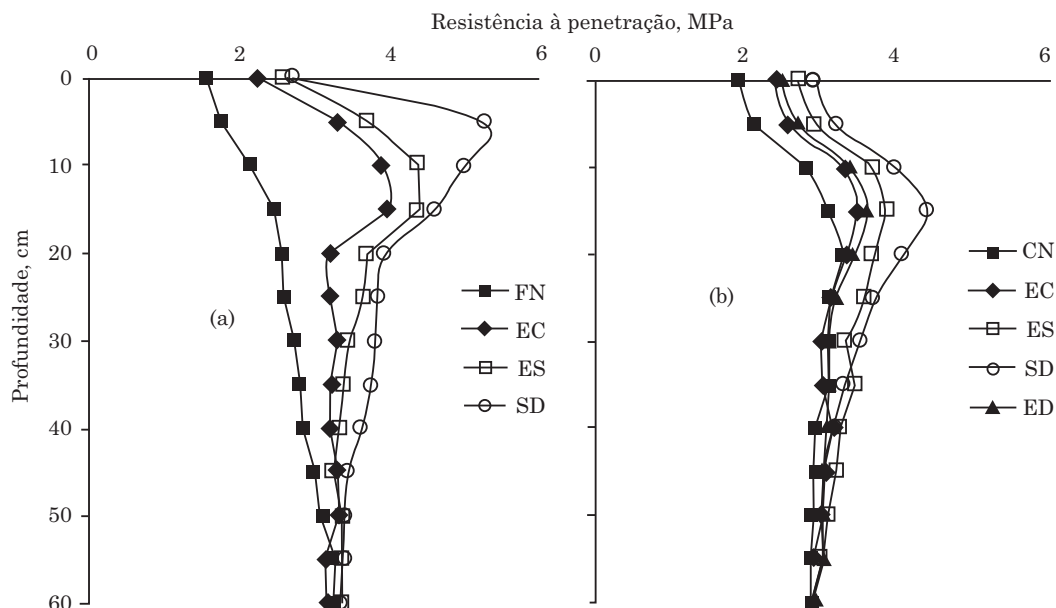 Resistência à penetração, MPa
0 2 4 6
0 2 4 6
0
10
20
30
40
50
60
Profundidade, cm
(a)
FN
EC
ES
SD
(b)
CN
EC
ES
SD
ED